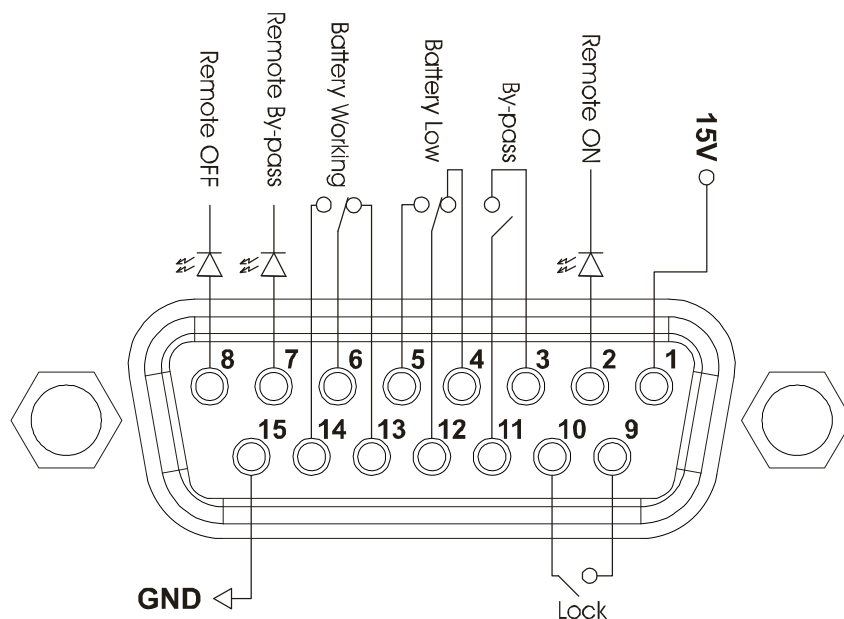 Remote OFF
Remote By-pass
Battery Working
Battery Low
By-pass
Remote ON
15V
8
7
6
5
4
3
2
1
15
14
13
12
11
10
9
GND
Lock